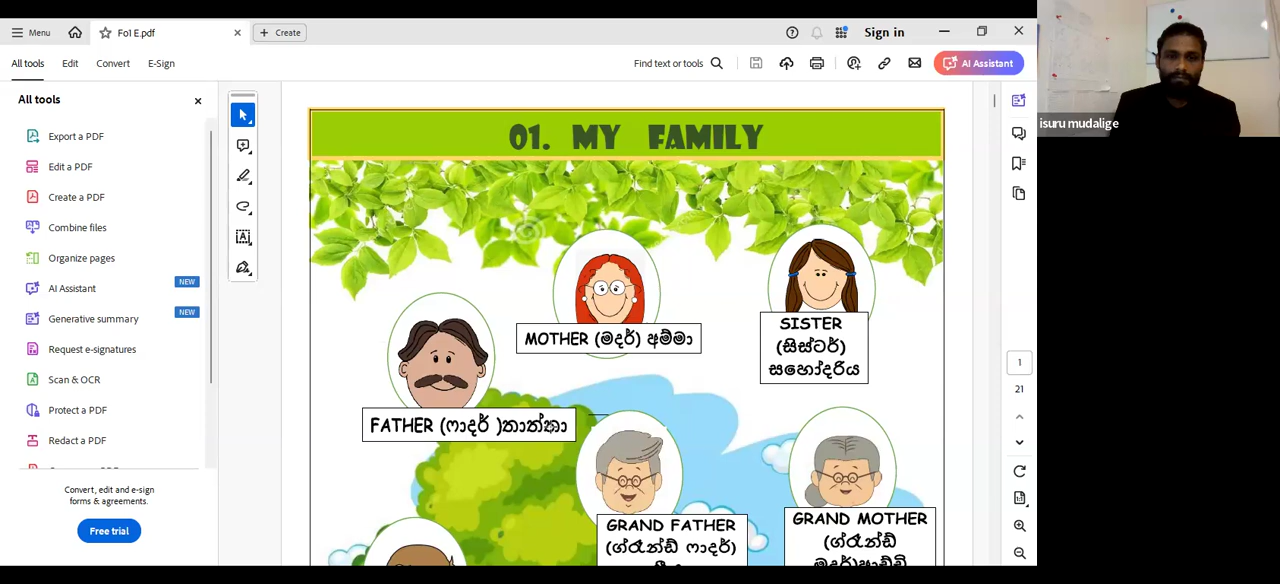 Menu
Fo1 E.pdf
Create
Sign in
All tools
Edit
Convert
E-Sign
Find text or tools
AI Assistant
All tools
Export a PDF
Edit a PDF
Create a PDF
Combine files
Organize pages
AI Assistant NEW
Generative summary NEW
Request e-signatures
Scan & OCR
Protect a PDF
Redact a PDF
Convert, edit and e-sign
forms & agreements.
Free trial
01. MY FAMILY
MOTHER (මදර්) අම්මා
SISTER
(සිස්ටර්)
සහෝදරිය
FATHER (ෆාදර් )තාත්තා
GRAND FATHER
(ග්රෑන්ඩ් ෆාදර්)
GRAND MOTHER
(ග්රෑන්ඩ්
මදර්)ආච්චි
1
21
isuru mudalige